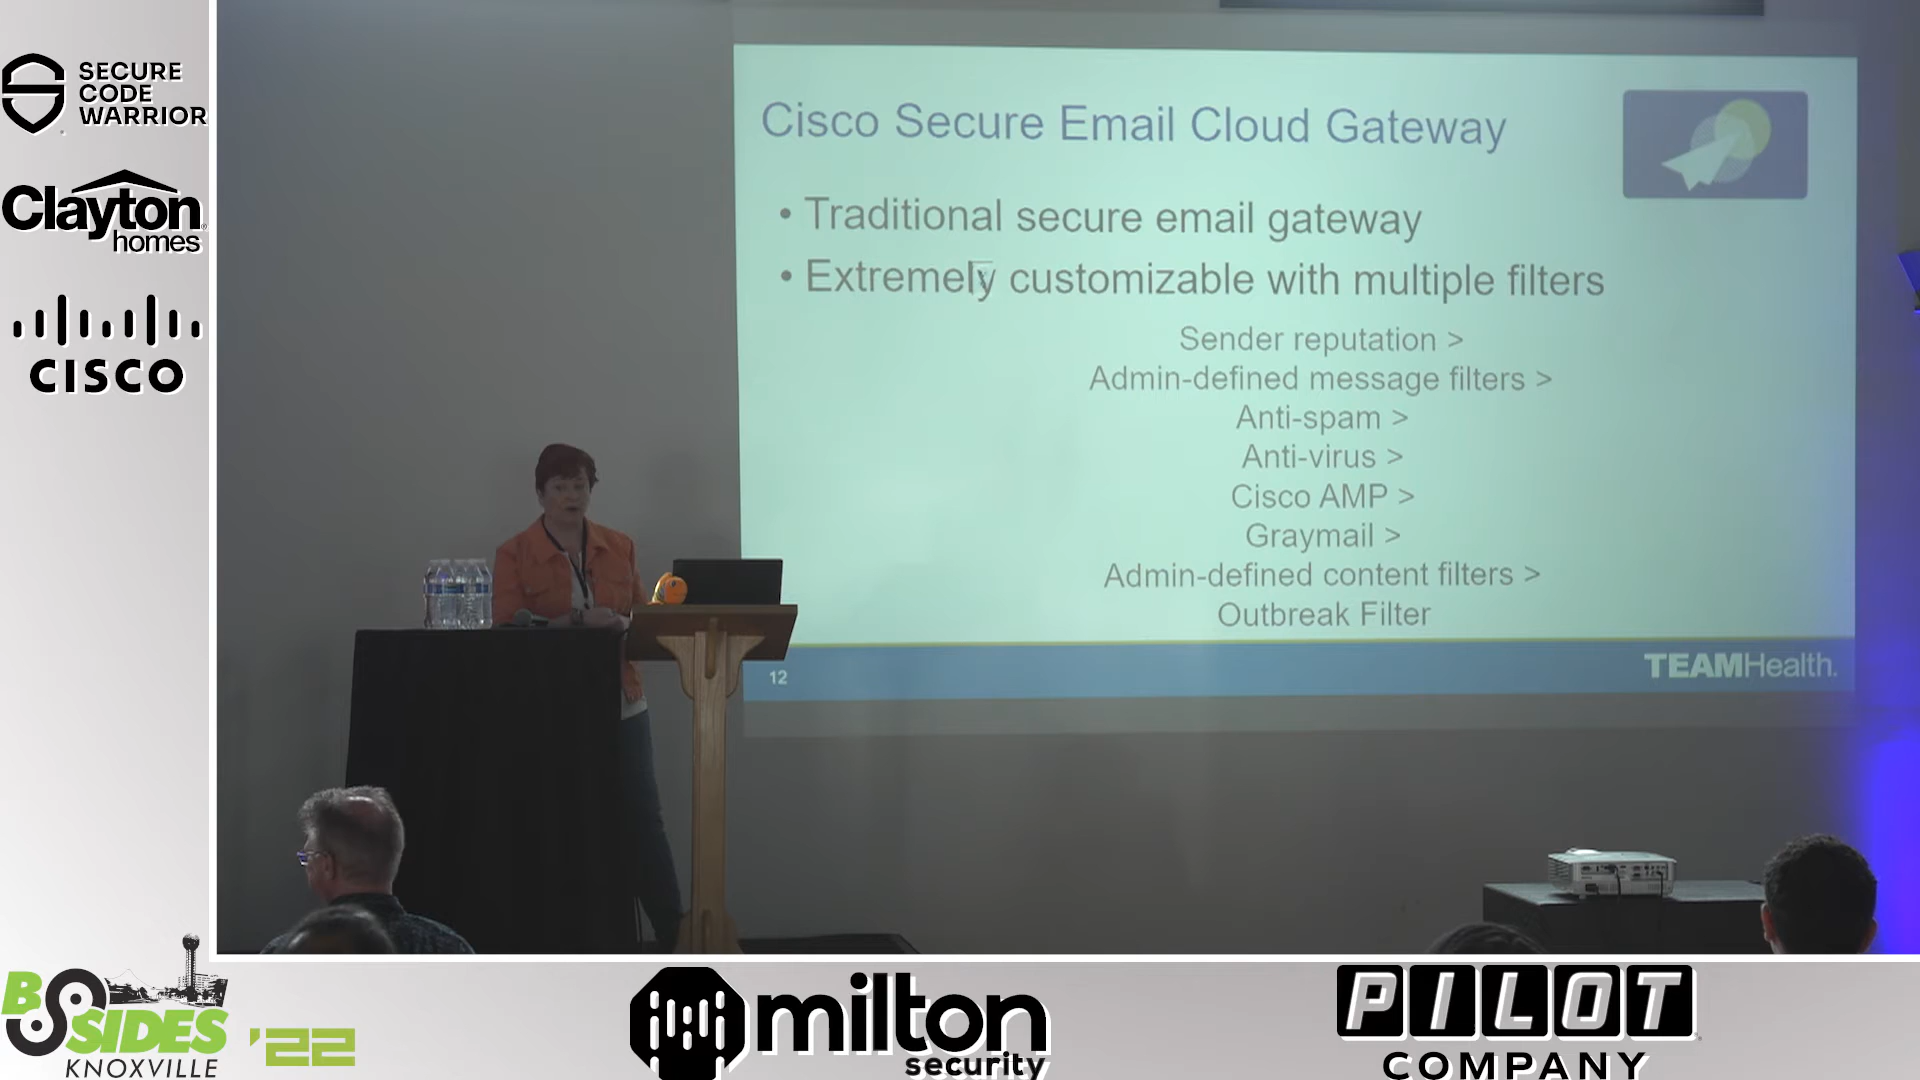 SECURE
CODE
WARRIOR
Clayton
homes
CISCO
Cisco Secure Email Cloud Gateway
• Traditional secure email gateway
• Extremely customizable with multiple filters
Sender reputation >
Admin-defined message filters >
Anti-spam >
Anti-virus >
Cisco AMP >
Graymail >
Admin-defined content filters >
Outbreak Filter
12
TEAMHealth.
BSIDES
KNOXVILLE
'22
milton
security
PILOT
COMPANY